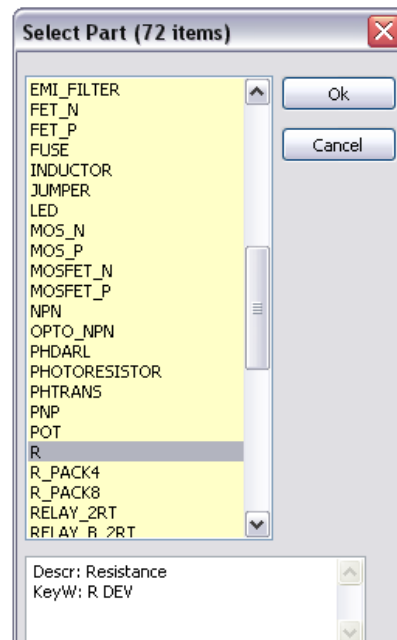 Select Part (72 items)
EMI_FILTER
FET_N
FET_P
FUSE
INDUCTOR
JUMPER
LED
MOS_N
MOS_P
MOSFET_N
MOSFET_P
NPN
OPTO_NPN
PHDARL
PHOTORESISTOR
PHTRANS
PNP
POT
R
R_PACK4
R_PACK8
RELAY_2RT
RELAY_B_2RT
Ok
Cancel
Descr: Resistance
KeyW: R DEV